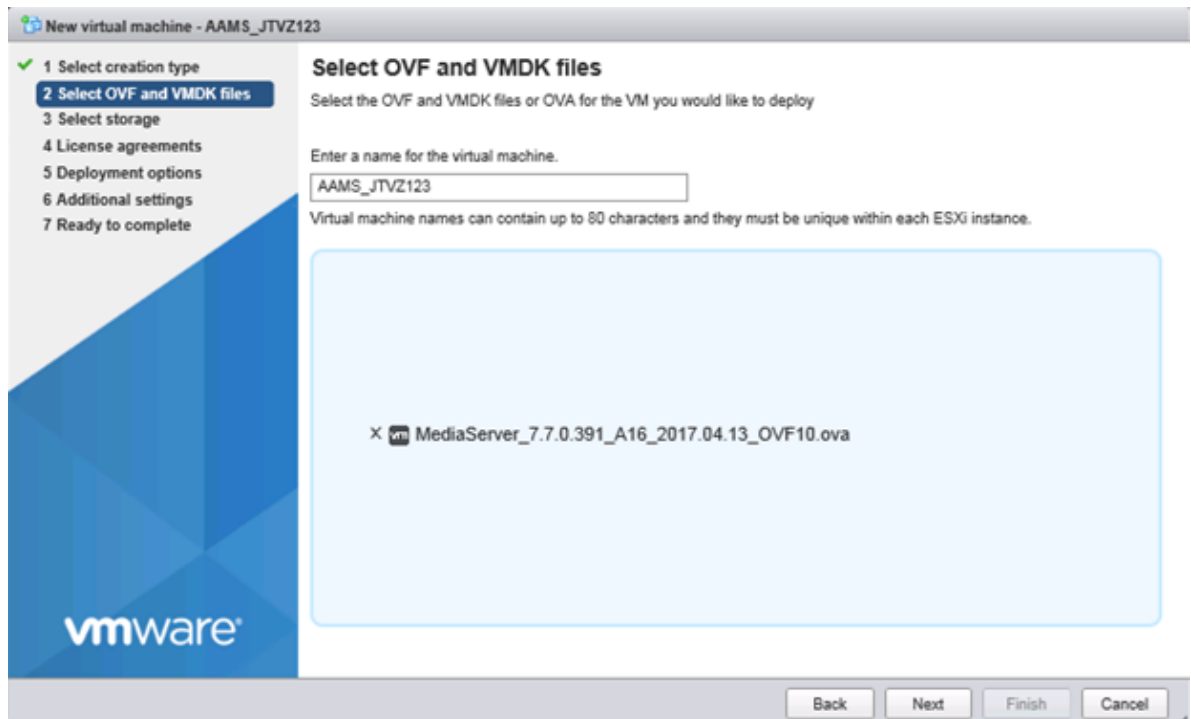 New virtual machine - AAMS_JTVZ123
1 Select creation type
2 Select OVF and VMDK files
3 Select storage
4 License agreements
5 Deployment options
6 Additional settings
7 Ready to complete
vmware®
Select OVF and VMDK files
Select the OVF and VMDK files or OVA for the VM you would like to deploy
Enter a name for the virtual machine.
AAMS_JTVZ123
Virtual machine names can contain up to 80 characters and they must be unique within each ESXi instance.
X vm MediaServer_7.7.0.391_A16_2017.04.13_OVF10.ova
Back Next Finish Cancel